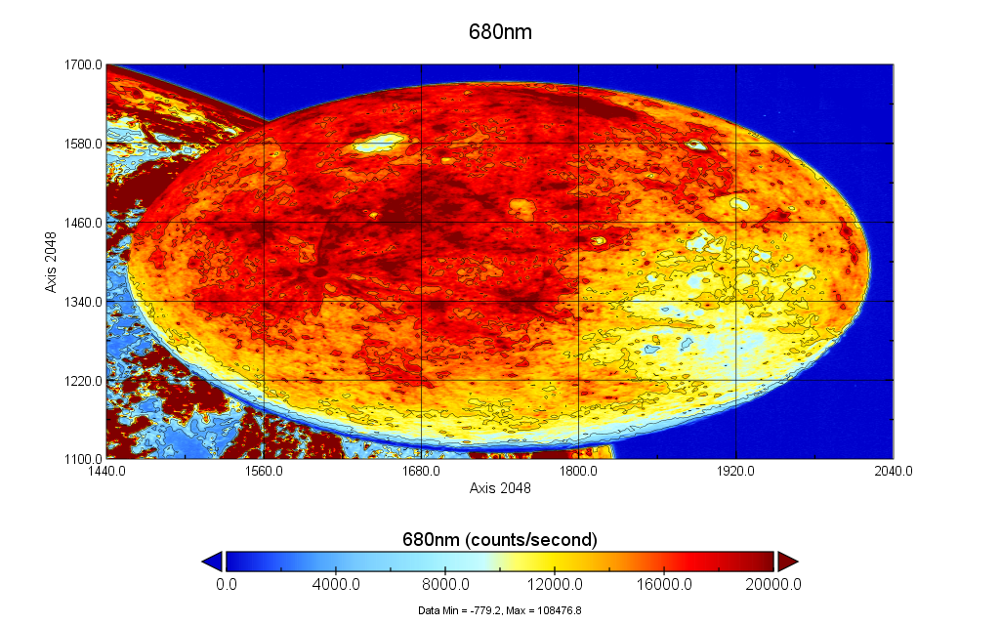 680nm
1700.0
1580.0
1460.0
1340.0
1220.0
1100.0
Axis 2048
1440.0 1560.0 1680.0 1800.0 1920.0 2040.0
Axis 2048
680nm (counts/second)
0.0 4000.0 8000.0 12000.0 16000.0 20000.0
Data Min = -779.2, Max = 108476.8